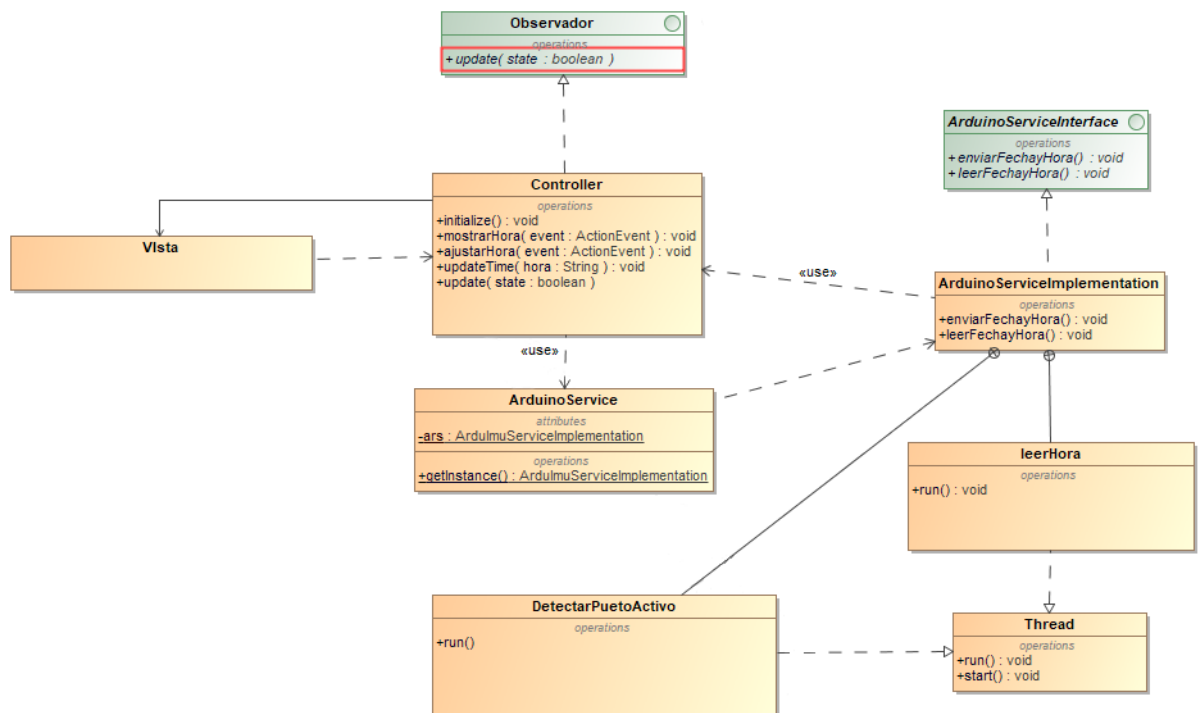 Observador
operations
+update( state : boolean )
ArduinoServiceInterface
operations
+enviarFechayHora() : void
+leerFechayHora() : void
Controller
operations
+initialize() : void
+mostrarHora( event : ActionEvent ) : void
+ajustarHora( event : ActionEvent ) : void
+updateTime( hora : String ) : void
+update( state : boolean )
VIsta
«use»
ArduinoServiceImplementation
operations
+enviarFechayHora() : void
+leerFechayHora() : void
«use»
ArduinoService
attributes
-ars : ArduImuServiceImplementation
operations
+getInstance() : ArduImuServiceImplementation
leerHora
operations
+run() : void
DetectarPuetoActivo
operations
+run()
Thread
operations
+run() : void
+start() : void